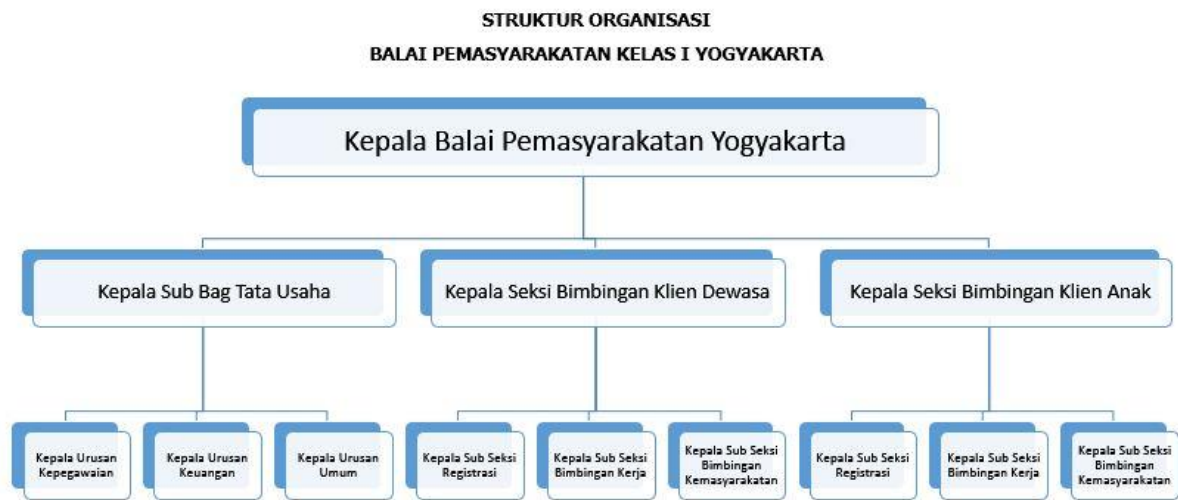 STRUKTUR ORGANISASI
BALAI PEMASYARAKATAN KELAS I YOGYAKARTA
Kepala Balai Pemasyarakatan Yogyakarta
Kepala Sub Bag Tata Usaha
Kepala Seksi Bimbingan Klien Dewasa
Kepala Seksi Bimbingan Klien Anak
Kepala Urusan
Kepegawaian
Kepala Urusan
Keuangan
Kepala Urusan
Umum
Kepala Sub Seksi
Registrasi
Kepala Sub Seksi
Bimbingan Kerja
Kepala Sub Seksi
Bimbingan
Kemasyarakatan
Kepala Sub Seksi
Registrasi
Kepala Sub Seksi
Bimbingan Kerja
Kepala Sub Seksi
Bimbingan
Kemasyarakatan